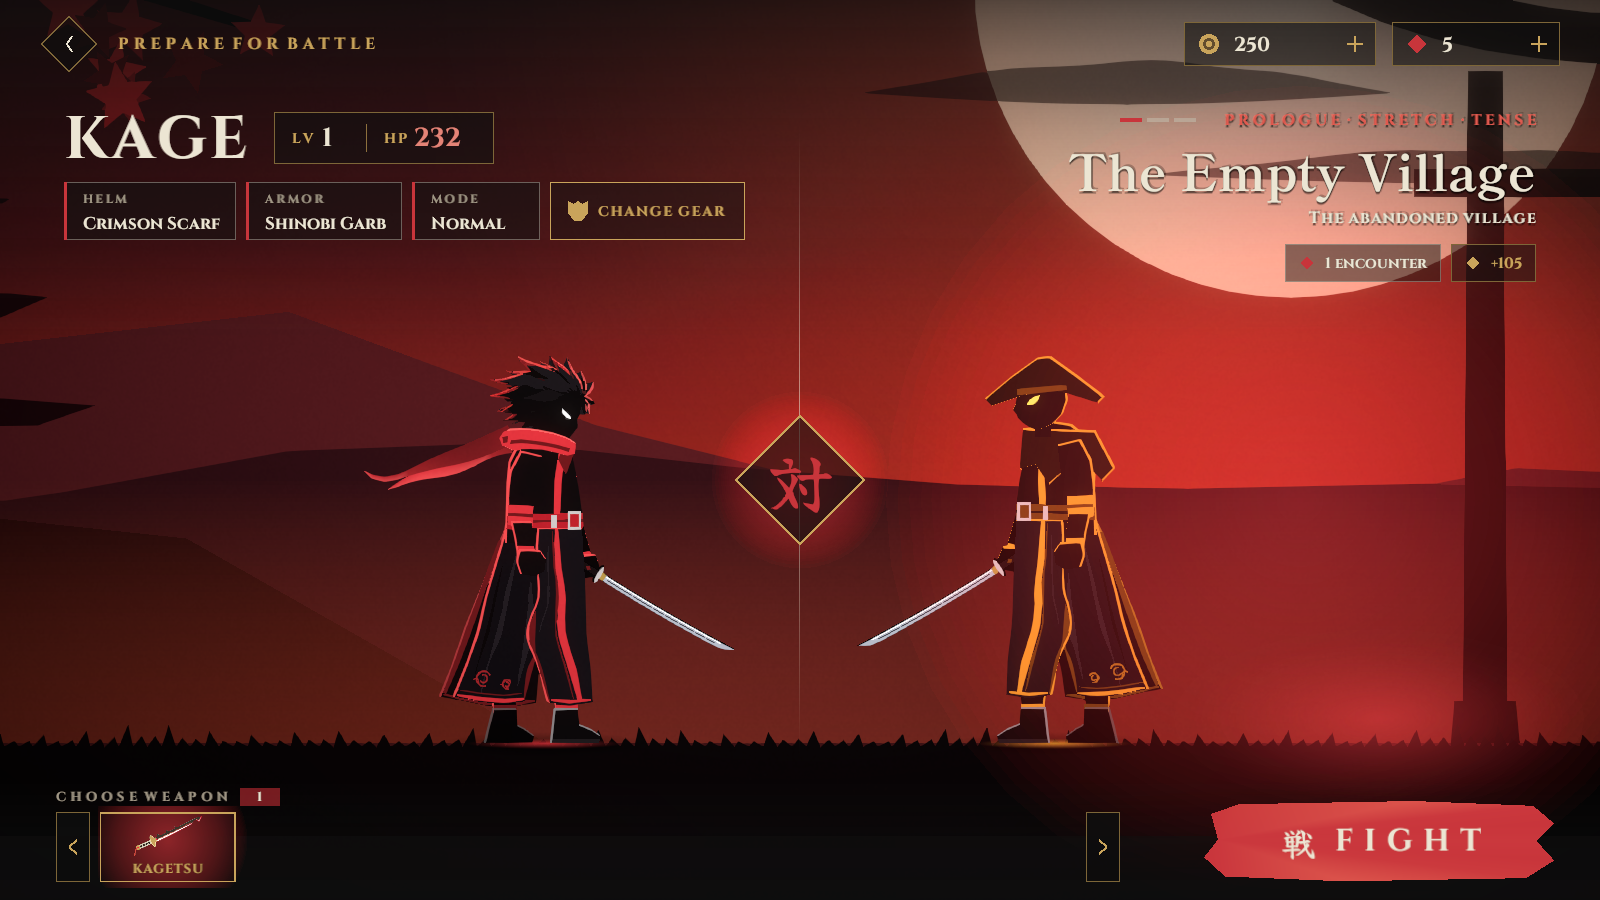 PREPARE FOR BATTLE
250
5
KAGE
LV 1
HP 232
HELM
CRIMSON SCARF
ARMOR
SHINOBI GARB
MODE
NORMAL
CHANGE GEAR
PROLOGUE · STRETCH · TENSE
The Empty Village
THE ABANDONED VILLAGE
1 ENCOUNTER
+105
対
CHOOSE WEAPON 1
KAGETSU
戦 FIGHT